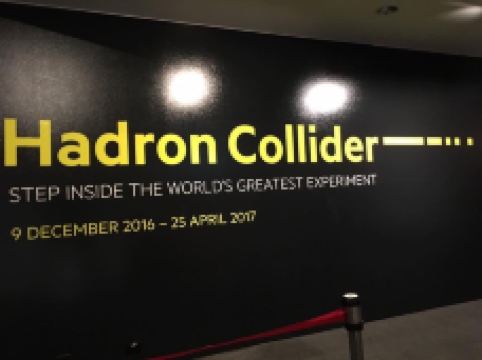 Hadron Collider
STEP INSIDE THE WORLD'S GREATEST EXPERIMENT
9 DECEMBER 2016 – 25 APRIL 2017